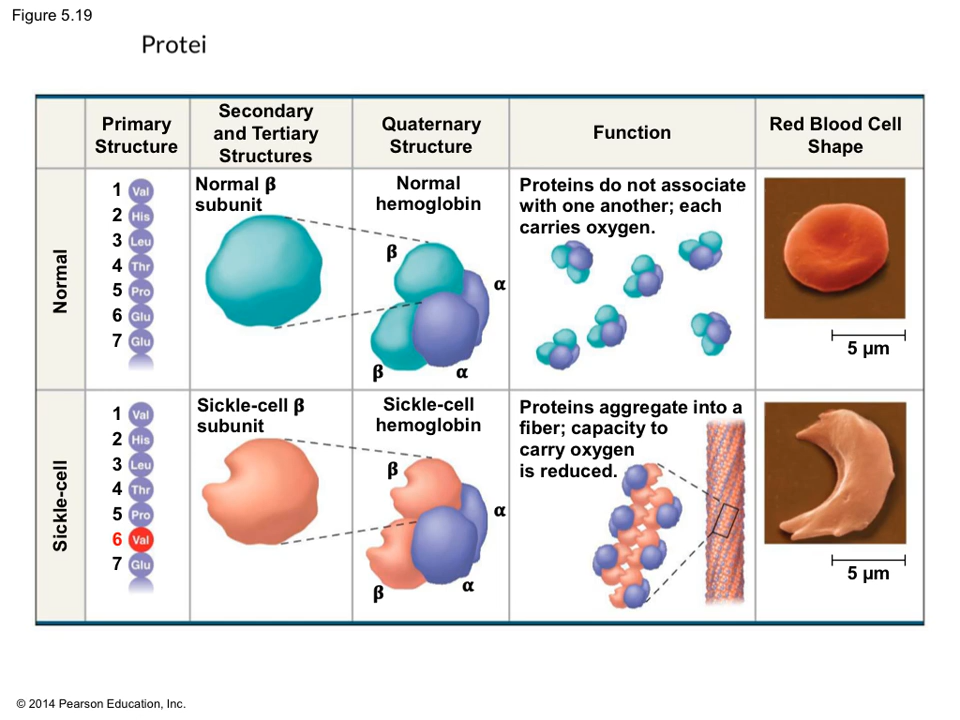 Figure 5.19
Protei
Primary
Structure
Secondary
and Tertiary
Structures
Quaternary
Structure
Function
Red Blood Cell
Shape
Normal
1 Val
2 His
3 Leu
4 Thr
5 Pro
6 Glu
7 Glu
Normal β
subunit
Normal
hemoglobin
β
α
β
α
Proteins do not associate
with one another; each
carries oxygen.
5 µm
Sickle-cell
1 Val
2 His
3 Leu
4 Thr
5 Pro
6 Val
7 Glu
Sickle-cell β
subunit
Sickle-cell
hemoglobin
β
α
β
α
Proteins aggregate into a
fiber; capacity to
carry oxygen
is reduced.
5 µm
© 2014 Pearson Education, Inc.